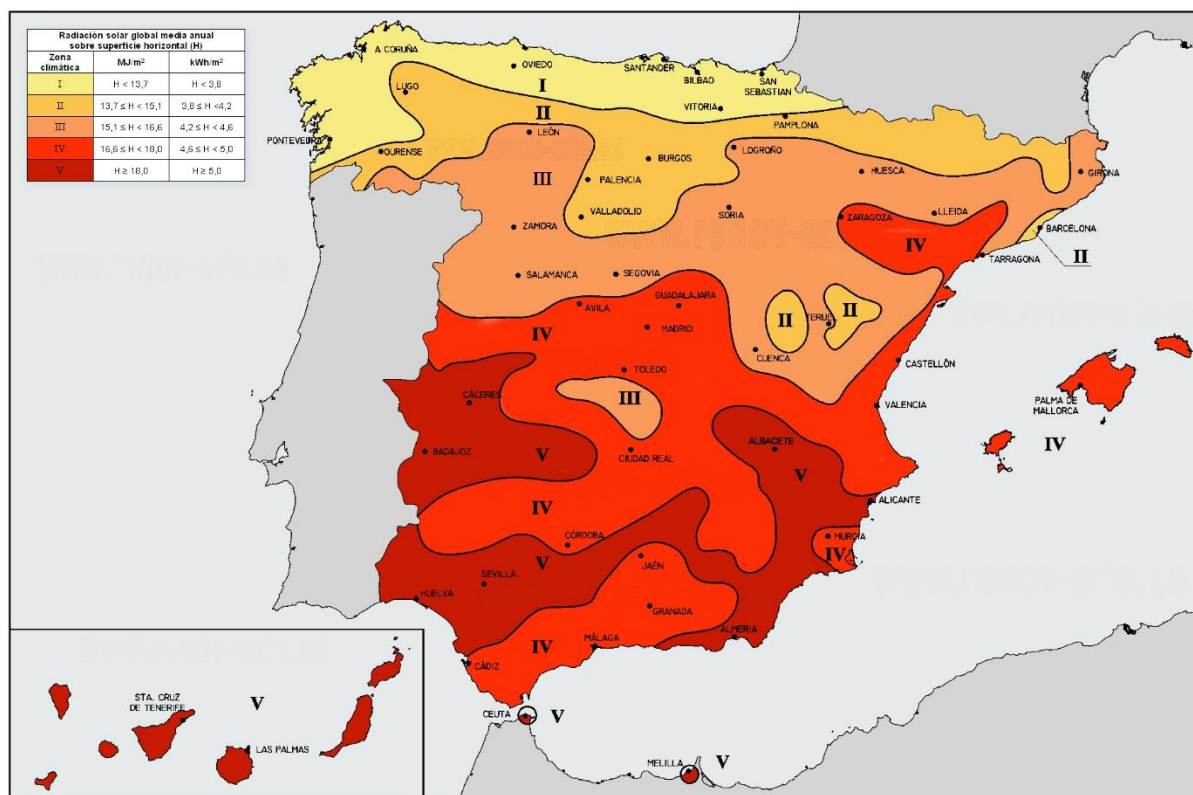 Radiación solar global media anual
sobre superficie horizontal (H)
Zona climática MJ/m² kWh/m²
I H < 13,7 H < 3,8
II 13,7 ≤ H < 15,1 3,8 ≤ H <4,2
III 15,1 ≤ H < 16,6 4,2 ≤ H < 4,6
IV 16,6 ≤ H < 18,0 4,6 ≤ H < 5,0
V H ≥ 18,0 H ≥ 5,0
A CORUÑA
OVIEDO
SANTANDER
BILBAO
SAN
SEBASTIAN
I
LUGO
VITORIA
II
PAMPLONA
LEÓN
PONTEVEDRA
OURENSE
LOGROÑO
BURGOS
HUESCA
GIRONA
III
PALENCIA
VALLADOLID
SORIA
ZARAGOZA
LLEIDA
ZAMORA
BARCELONA
IV
II
TARRAGONA
SALAMANCA
SEGOVIA
AVILA
GUADALAJARA
II
II
TERUEL
IV
MADRID
CUENCA
CASTELLÓN
TOLEDO
III
CÁCERES
VALENCIA
PALMA DE
MALLORCA
IV
ALBACETE
BADAJOZ
V
CIUDAD REAL
V
ALICANTE
IV
CÓRDOBA
MURCIA
IV
V
JAÉN
SEVILLA
HUELVA
GRANADA
ALMERIA
MÁLAGA
IV
CÁDIZ
STA. CRUZ
DE TENERIFE
V
LAS PALMAS
CEUTA
V
MELILLA
V